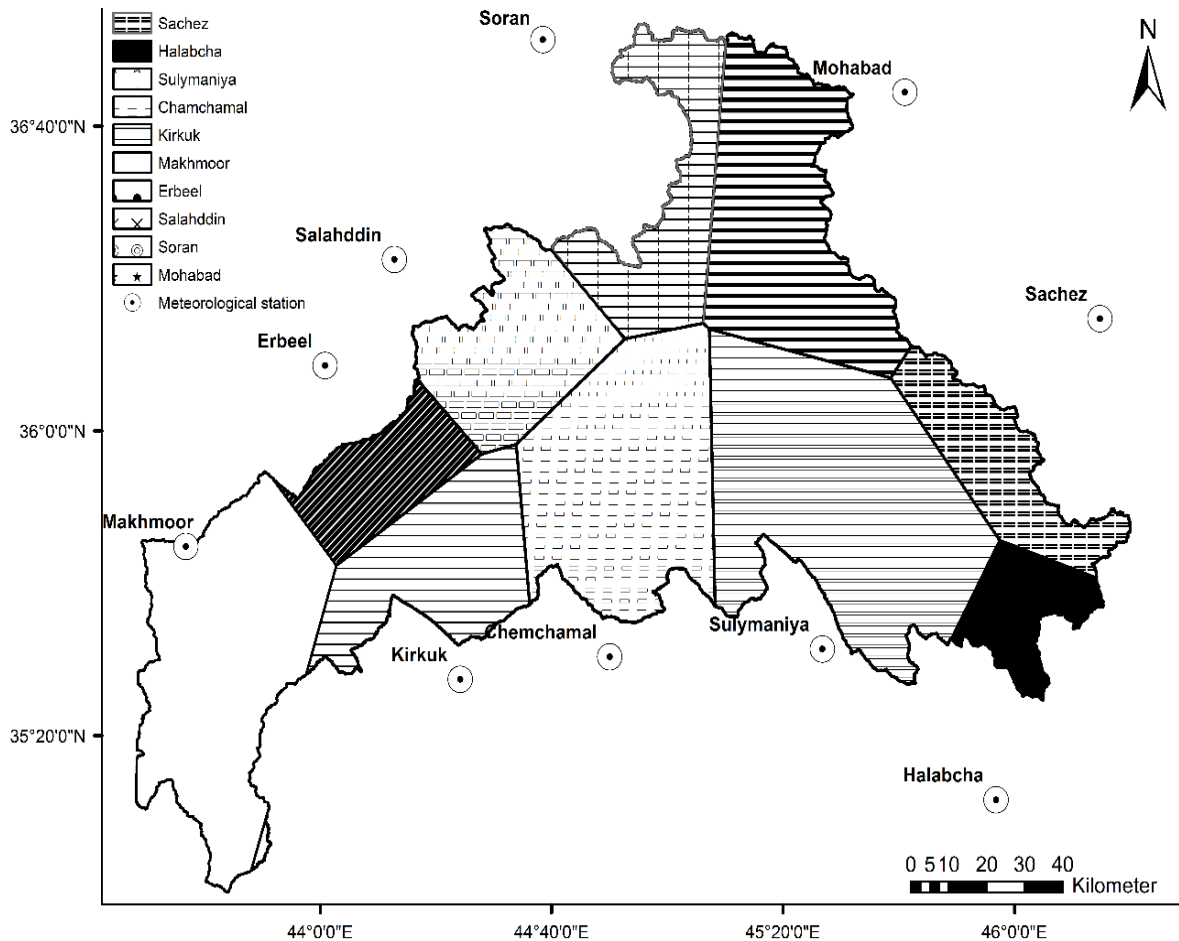 Sachez
Halabcha
Sulymaniya
Chamchamal
Kirkuk
Makhmoor
Erbeel
Salahddin
Soran
Mohabad
Meteorological station
Soran
N
Mohabad
36°40'0"N
Salahddin
Sachez
Erbeel
36°0'0"N
Makhmoor
Chemchamal
Sulymaniya
Kirkuk
35°20'0"N
Halabcha
0 5 10 20 30 40
Kilometer
44°0'0"E 44°40'0"E 45°20'0"E 46°0'0"E